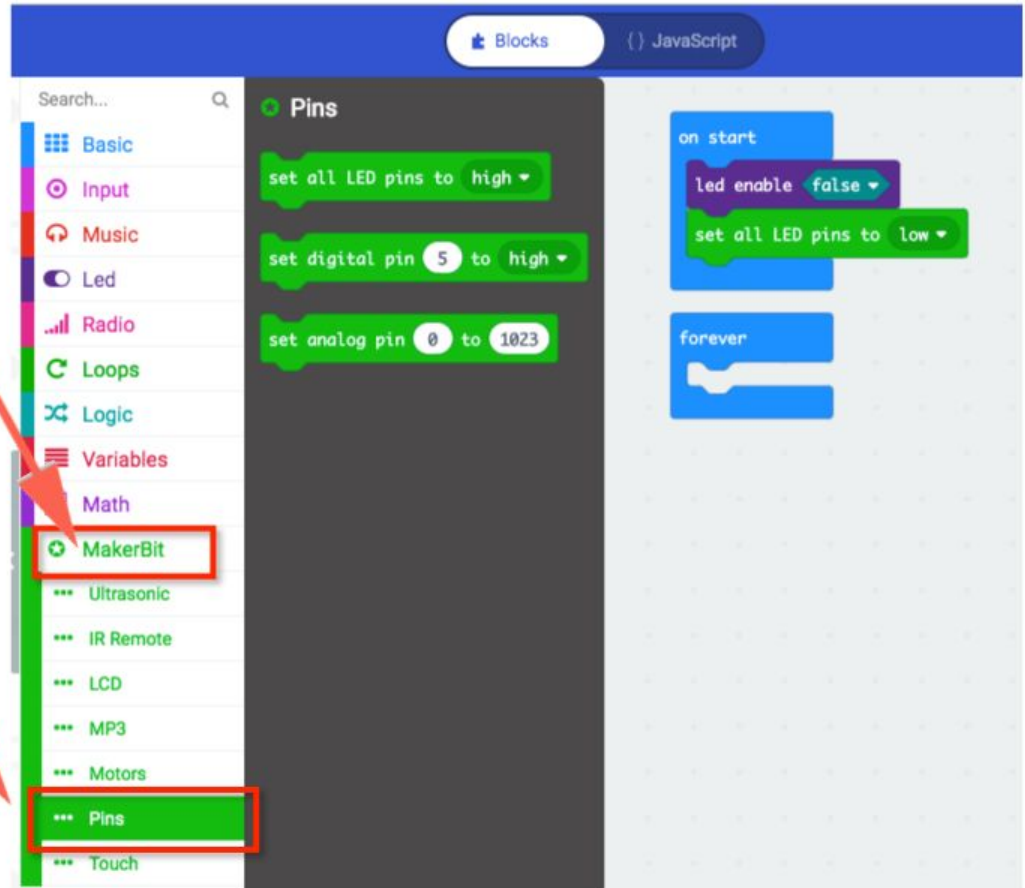 Blocks
{ } JavaScript
Search...
Basic
Input
Music
Led
Radio
Loops
Logic
Variables
Math
MakerBit
Ultrasonic
IR Remote
LCD
MP3
Motors
Pins
Touch
Pins
set all LED pins to high
set digital pin 5 to high
set analog pin 0 to 1023
on start
led enable false
set all LED pins to low
forever